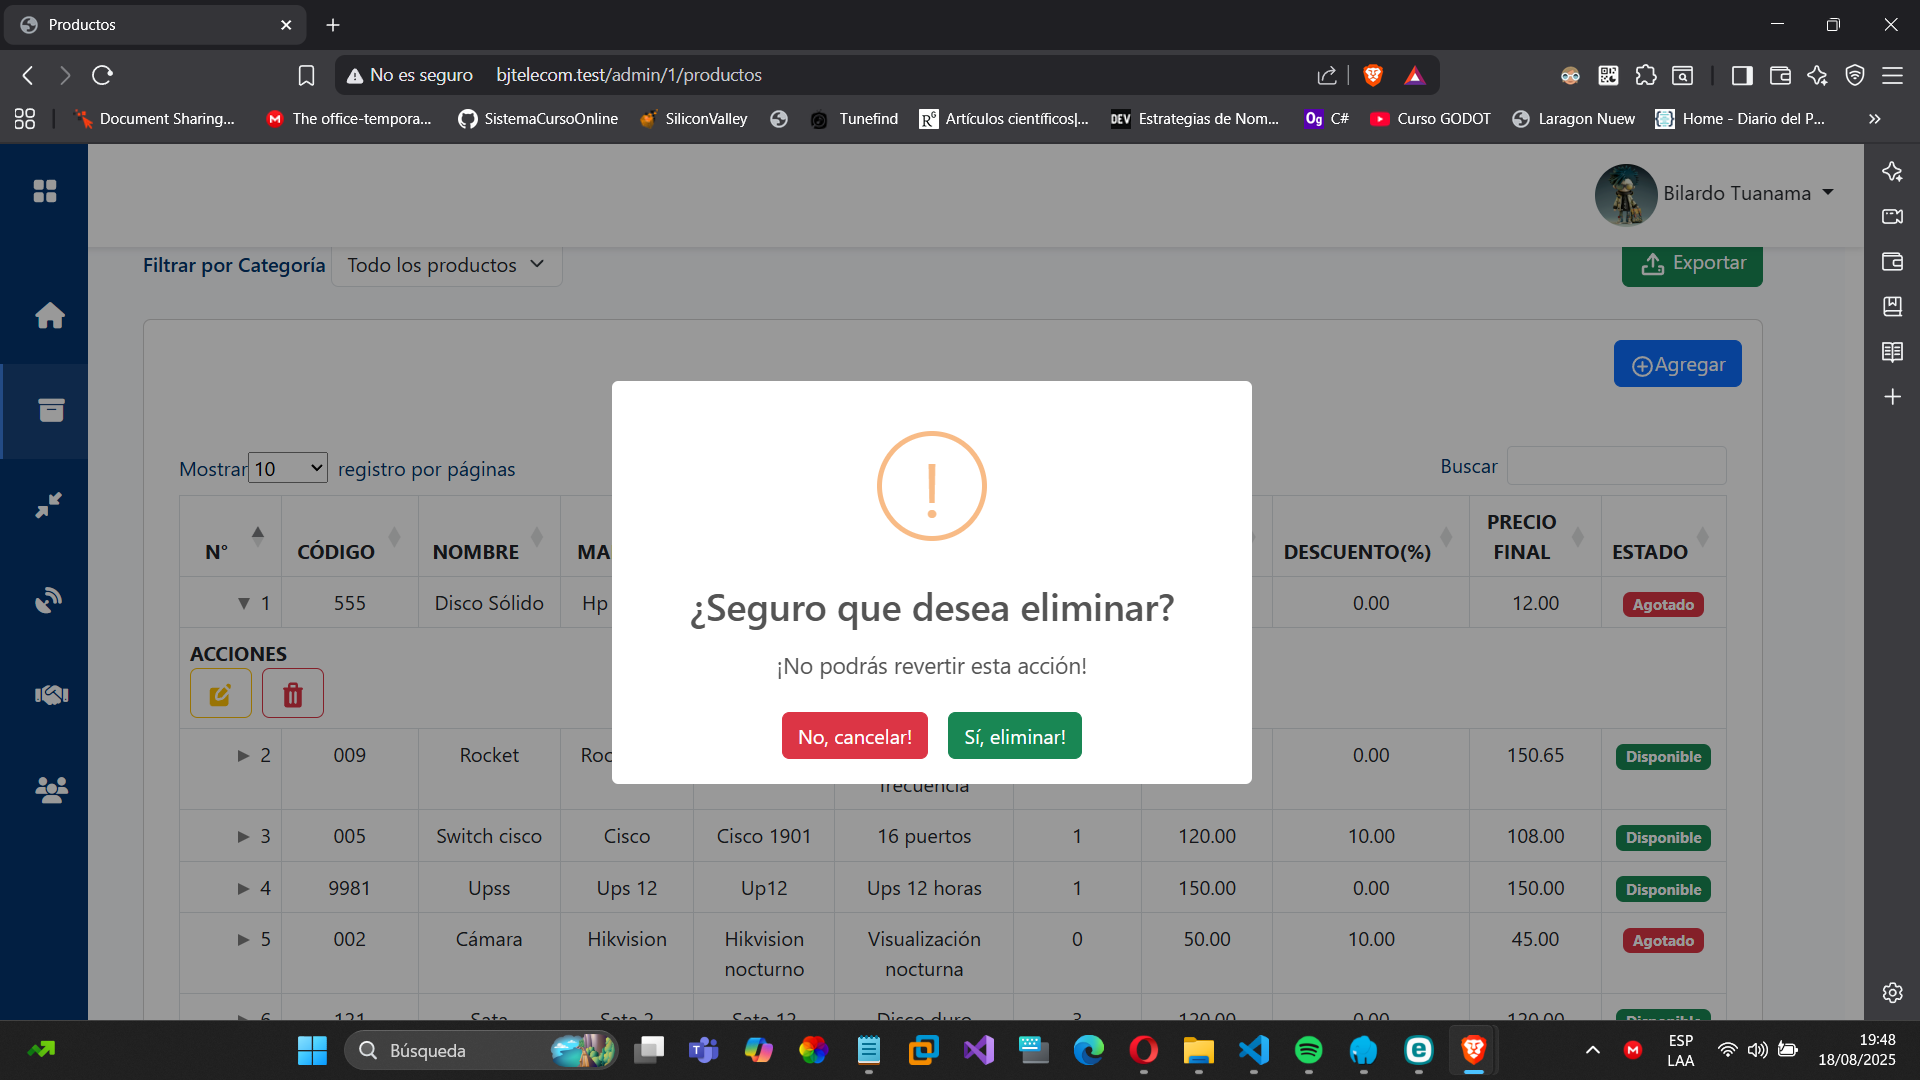 Productos
No es seguro
bjtelecom.test/admin/1/productos
Document Sharing...
The office-tempora...
SistemaCursoOnline
SiliconValley
Tunefind
Artículos científicos|...
DEV Estrategias de Nom...
Og C#
Curso GODOT
Laragon Nuew
Home - Diario del P...
Bilardo Tuanama
Filtrar por Categoría
Todo los productos
Exportar
Agregar
Mostrar 10 registro por páginas
Buscar
N° CÓDIGO NOMBRE MA DESCUENTO(%) PRECIO FINAL ESTADO
1 555 Disco Sólido Hp 0.00 12.00 Agotado
ACCIONES
¿Seguro que desea eliminar?
¡No podrás revertir esta acción!
No, cancelar!
Sí, eliminar!
2 009 Rocket Roc 0.00 150.65 Disponible
frecuencia
3 005 Switch cisco Cisco Cisco 1901 16 puertos 1 120.00 10.00 108.00 Disponible
4 9981 Upss Ups 12 Up12 Ups 12 horas 1 150.00 0.00 150.00 Disponible
5 002 Cámara Hikvision Hikvision nocturno Visualización nocturna 0 50.00 10.00 45.00 Agotado
6 121 Sata Sata 2 Sata 12 Disco duro 3 120.00 0.00 120.00 Disponible
Búsqueda
ESP
LAA
19:48
18/08/2025